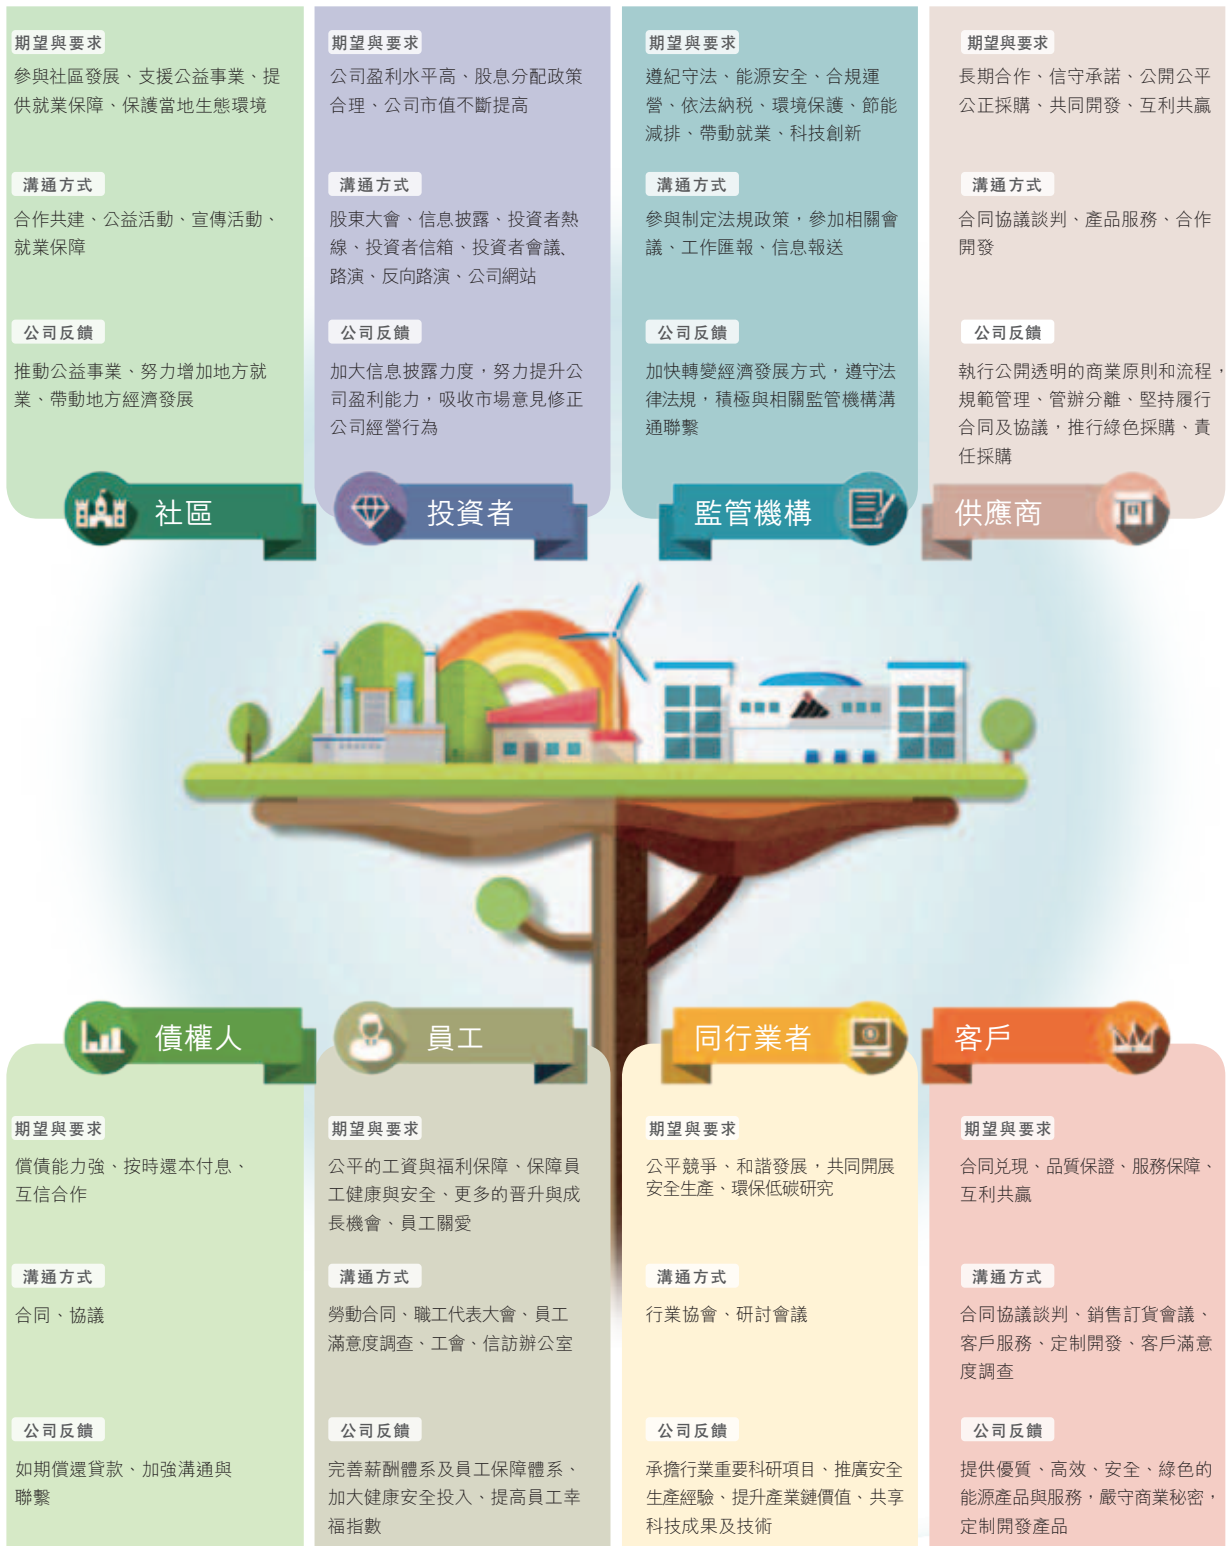 期望與要求
參與社區發展、支援公益事業、提
供就業保障、保護當地生態環境
溝通方式
合作共建、公益活動、宣傳活動、
就業保障
公司反饋
推動公益事業、努力增加地方就
業、帶動地方經濟發展
社區
期望與要求
公司盈利水平高、股息分配政策
合理、公司市值不斷提高
溝通方式
股東大會、信息披露、投資者熱
線、投資者信箱、投資者會議、
路演、反向路演、公司網站
公司反饋
加大信息披露力度，努力提升公
司盈利能力，吸收市場意見修正
公司經營行為
投資者
期望與要求
遵紀守法、能源安全、合規運
營、依法納稅、環境保護、節能
減排、帶動就業、科技創新
溝通方式
參與制定法規政策，參加相關會
議、工作匯報、信息報送
公司反饋
加快轉變經濟發展方式，遵守法
律法規，積極與相關監管機構溝
通聯繫
監管機構
期望與要求
長期合作、信守承諾、公開公平
公正採購、共同開發、互利共贏
溝通方式
合同協議談判、產品服務、合作
開發
公司反饋
執行公開透明的商業原則和流程，
規範管理、管辦分離、堅持履行
合同及協議，推行綠色採購、責
任採購
供應商
債權人
期望與要求
償債能力強、按時還本付息、
互信合作
溝通方式
合同、協議
公司反饋
如期償還貸款、加強溝通與
聯繫
員工
期望與要求
公平的工資與福利保障、保障員
工健康與安全、更多的晉升與成
長機會、員工關愛
溝通方式
勞動合同、職工代表大會、員工
滿意度調查、工會、信訪辦公室
公司反饋
完善薪酬體系及員工保障體系、
加大健康安全投入、提高員工幸
福指數
同行業者
期望與要求
公平競爭、和諧發展，共同開展
安全生產、環保低碳研究
溝通方式
行業協會、研討會議
公司反饋
承擔行業重要科研項目、推廣安全
生產經驗、提升產業鏈價值、共享
科技成果及技術
客戶
期望與要求
合同兑現、品質保證、服務保障、
互利共贏
溝通方式
合同協議談判、銷售訂貨會議、
客戶服務、定制開發、客戶滿意
度調查
公司反饋
提供優質、高效、安全、綠色的
能源產品與服務，嚴守商業秘密，
定制開發產品